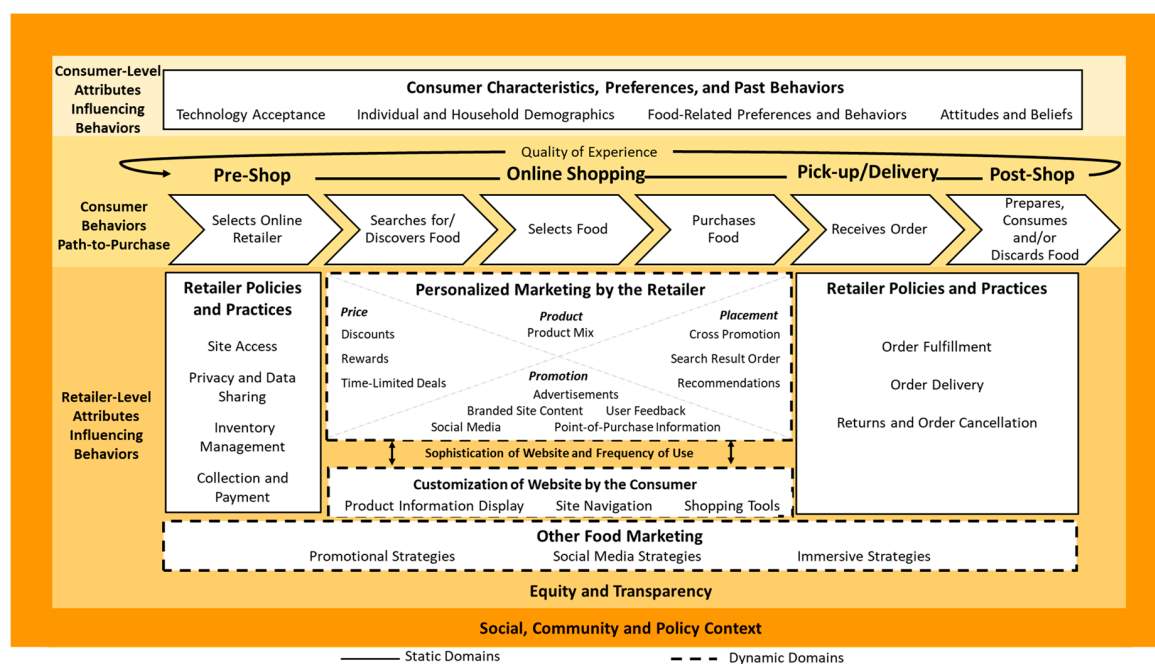 Consumer-Level
Attributes
Influencing
Behaviors
Consumer Characteristics, Preferences, and Past Behaviors
Technology Acceptance
Individual and Household Demographics
Food-Related Preferences and Behaviors
Attitudes and Beliefs
Quality of Experience
Pre-Shop
Online Shopping
Pick-up/Delivery
Post-Shop
Consumer
Behaviors
Path-to-Purchase
Selects Online
Retailer
Searches for/
Discovers Food
Selects Food
Purchases
Food
Receives Order
Prepares,
Consumes
and/or
Discards Food
Retailer-Level
Attributes
Influencing
Behaviors
Retailer Policies
and Practices
Site Access
Privacy and Data
Sharing
Inventory
Management
Collection and
Payment
Personalized Marketing by the Retailer
Price
Discounts
Rewards
Time-Limited Deals
Product
Product Mix
Placement
Cross Promotion
Search Result Order
Recommendations
Promotion
Advertisements
Branded Site Content
User Feedback
Social Media
Point-of-Purchase Information
Sophistication of Website and Frequency of Use
Customization of Website by the Consumer
Product Information Display
Site Navigation
Shopping Tools
Retailer Policies and Practices
Order Fulfillment
Order Delivery
Returns and Order Cancellation
Other Food Marketing
Promotional Strategies
Social Media Strategies
Immersive Strategies
Equity and Transparency
Social, Community and Policy Context
Static Domains
Dynamic Domains